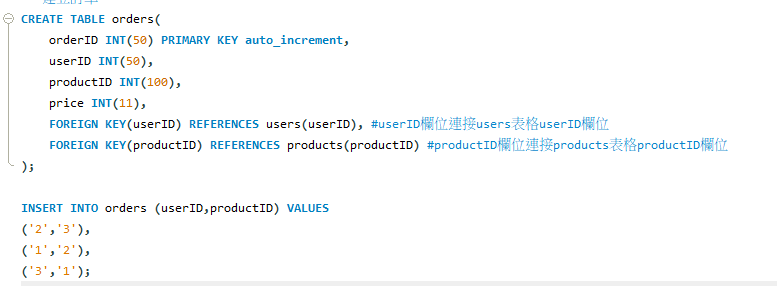 CREATE TABLE orders(
orderID INT(50) PRIMARY KEY auto_increment,
userID INT(50),
productID INT(100),
price INT(11),
FOREIGN KEY(userID) REFERENCES users(userID), #userID欄位連接users表格userID欄位
FOREIGN KEY(productID) REFERENCES products(productID) #productID欄位連接products表格productID欄位
);
INSERT INTO orders (userID,productID) VALUES
('2','3'),
('1','2'),
('3','1');